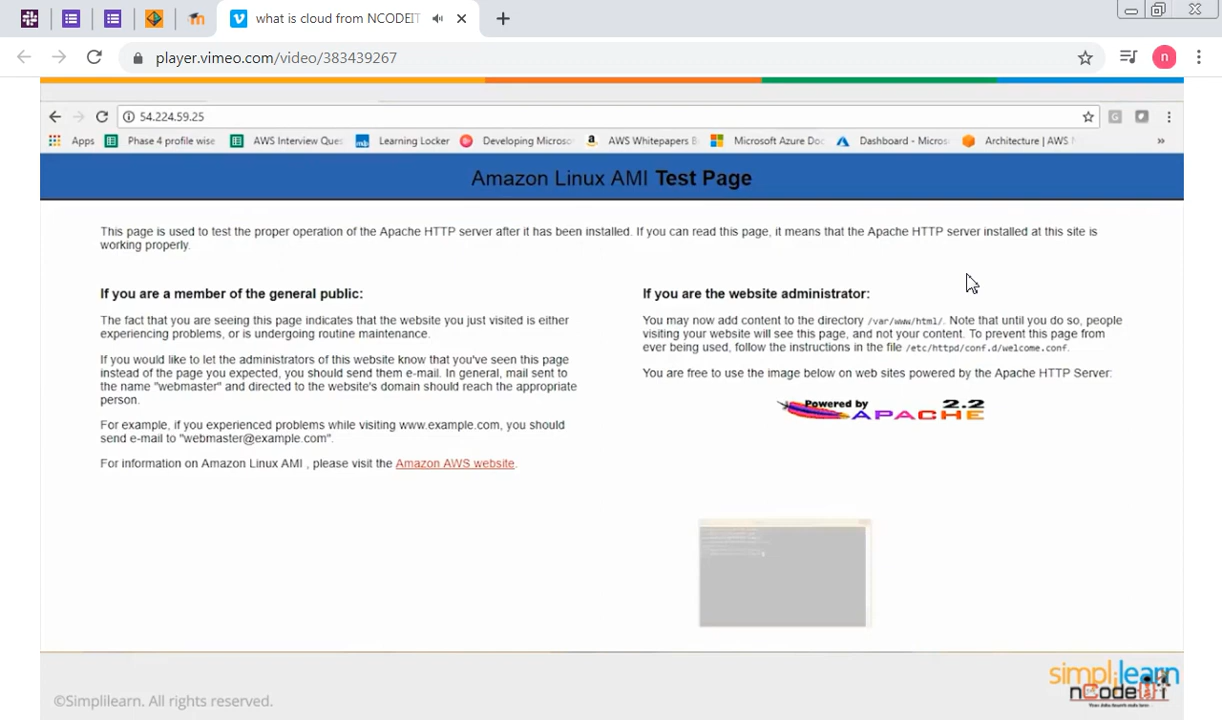 what is cloud from NCODEIT
player.vimeo.com/video/383439267
n
54.224.59.25
Apps
Phase 4 profile wise
AWS Interview Ques
Learning Locker
Developing Microso
AWS Whitepapers
Microsoft Azure Doc
Dashboard - Micros
Architecture | AWS
»
Amazon Linux AMI Test Page
This page is used to test the proper operation of the Apache HTTP server after it has been installed. If you can read this page, it means that the Apache HTTP server installed at this site is
working properly.
If you are a member of the general public:
The fact that you are seeing this page indicates that the website you just visited is either
experiencing problems, or is undergoing routine maintenance.
If you would like to let the administrators of this website know that you've seen this page
instead of the page you expected, you should send them e-mail. In general, mail sent to
the name "webmaster" and directed to the website's domain should reach the appropriate
person.
For example, if you experienced problems while visiting www.example.com, you should
send e-mail to "webmaster@example.com".
For information on Amazon Linux AMI , please visit the Amazon AWS website.
If you are the website administrator:
You may now add content to the directory /var/www/html/. Note that until you do so, people
visiting your website will see this page, and not your content. To prevent this page from
ever being used, follow the instructions in the file /etc/httpd/conf.d/welcome.conf.
You are free to use the image below on web sites powered by the Apache HTTP Server:
Powered by 2.2
APACHE
©Simplilearn. All rights reserved.
simplilearn
nCodeIT